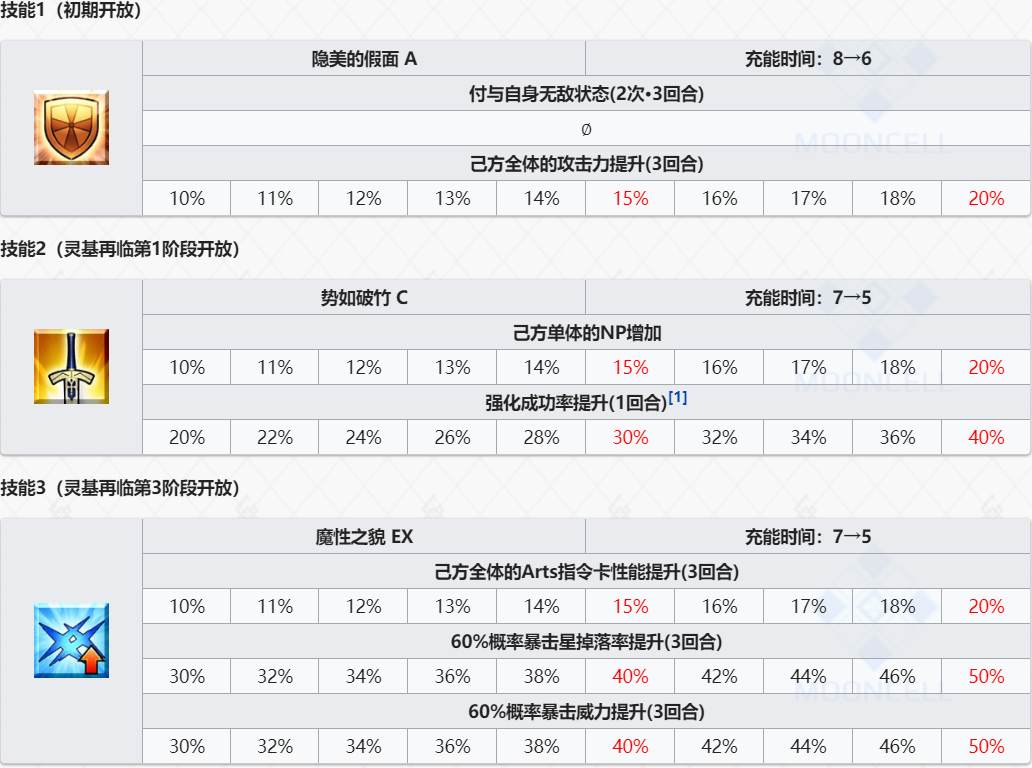 技能1（初期开放）
隐美的假面 A 充能时间：8→6
付与自身无敌状态(2次·3回合)
∅
己方全体的攻击力提升(3回合)
10% 11% 12% 13% 14% 15% 16% 17% 18% 20%
技能2（灵基再临第1阶段开放）
势如破竹 C 充能时间：7→5
己方单体的NP增加
10% 11% 12% 13% 14% 15% 16% 17% 18% 20%
强化成功率提升(1回合)[1]
20% 22% 24% 26% 28% 30% 32% 34% 36% 40%
技能3（灵基再临第3阶段开放）
魔性之貌 EX 充能时间：7→5
己方全体的Arts指令卡性能提升(3回合)
10% 11% 12% 13% 14% 15% 16% 17% 18% 20%
60%概率暴击星掉落率提升(3回合)
30% 32% 34% 36% 38% 40% 42% 44% 46% 50%
60%概率暴击威力提升(3回合)
30% 32% 34% 36% 38% 40% 42% 44% 46% 50%
MOONCELL
MOONCELL
MOONCELL